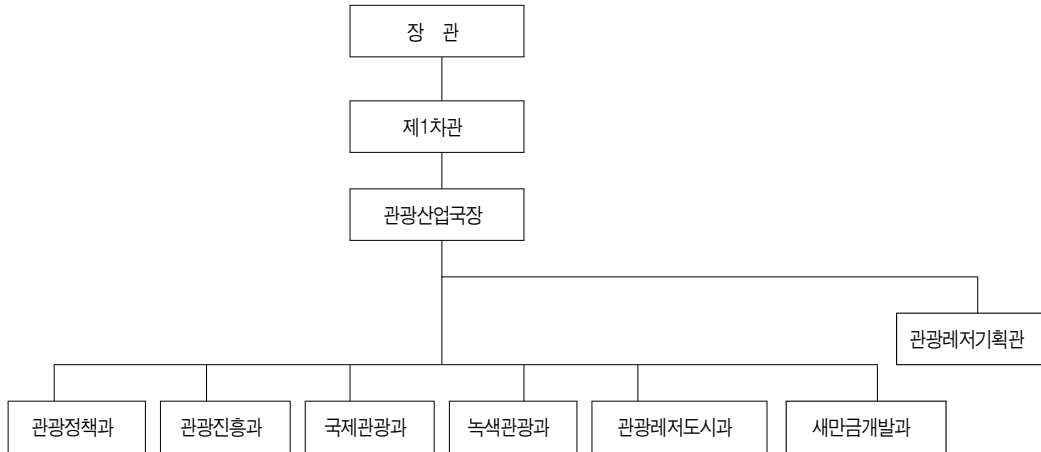 장 관
제1차관
관광산업국장
관광레저기획관
관광정책과
관광진흥과
국제관광과
녹색관광과
관광레저도시과
새만금개발과